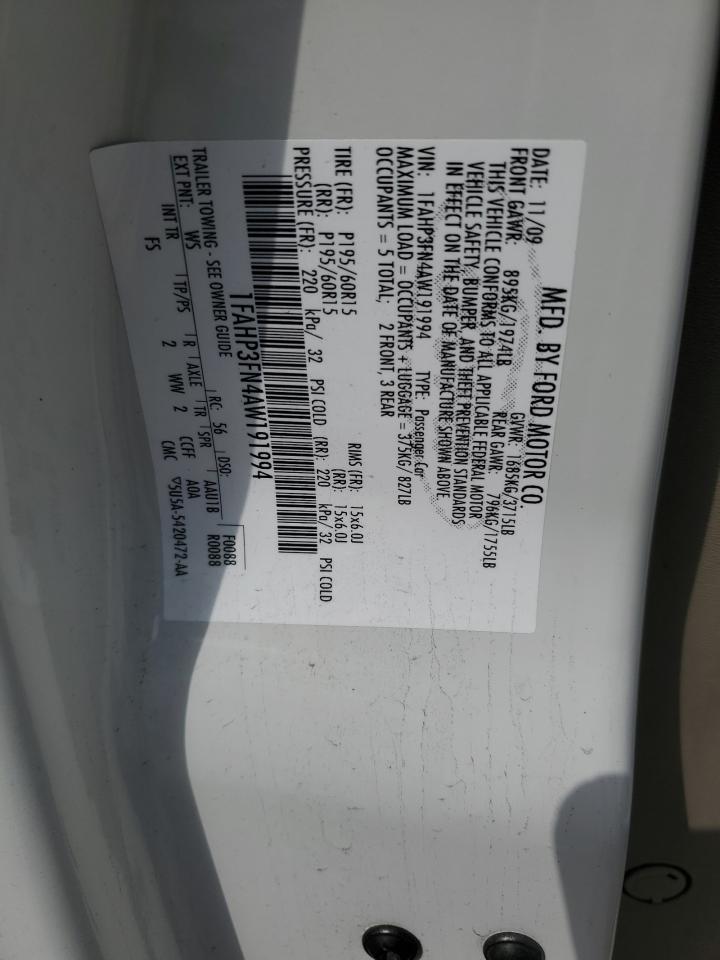 MFD. BY FORD MOTOR CO.
DATE: 11/09 GVWR: 1685KG/3715LB
FRONT GAWR: 895KG/1974LB REAR GAWR: 796KG/1755LB
THIS VEHICLE CONFORMS TO ALL APPLICABLE FEDERAL MOTOR
VEHICLE SAFETY, BUMPER, AND THEFT PREVENTION STANDARDS
IN EFFECT ON THE DATE OF MANUFACTURE SHOWN ABOVE.
VIN: 1FAHP3FN4AW191994 TYPE: Passenger Car
MAXIMUM LOAD = OCCUPANTS + LUGGAGE = 375KG/ 827LB
OCCUPANTS = 5 TOTAL; 2 FRONT, 3 REAR
TIRE (FR): P195/60R15 RIMS (FR): 15x6.0J
(RR): P195/60R15 (RR): 15x6.0J
PRESSURE (FR): 220 kPa/ 32 PSI COLD (RR): 220 kPa/ 32 PSI COLD
1FAHP3FN4AW191994
TRAILER TOWING - SEE OWNER GUIDE RC: 56 DSO: F0088
EXT PNT: WS R0088
INT TR TP/PS R AXLE TR SPR AAU1B
FS 2 WW 2 CCFF AOA
CMC 5U5A-5420472-AA